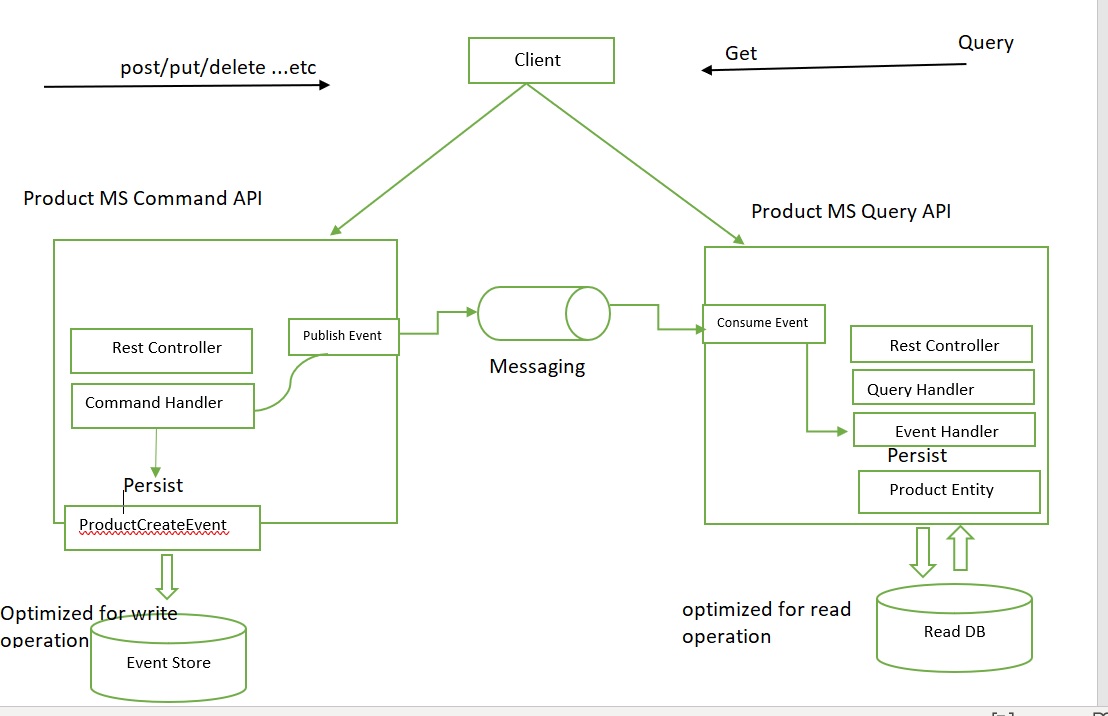 Query
Get
Client
post/put/delete ...etc
Product MS Command API
Product MS Query API
Publish Event
Consume Event
Rest Controller
Rest Controller
Messaging
Command Handler
Query Handler
Event Handler
Persist
Persist
Product Entity
ProductCreateEvent
Optimized for write
operation
optimized for read
operation
Read DB
Event Store